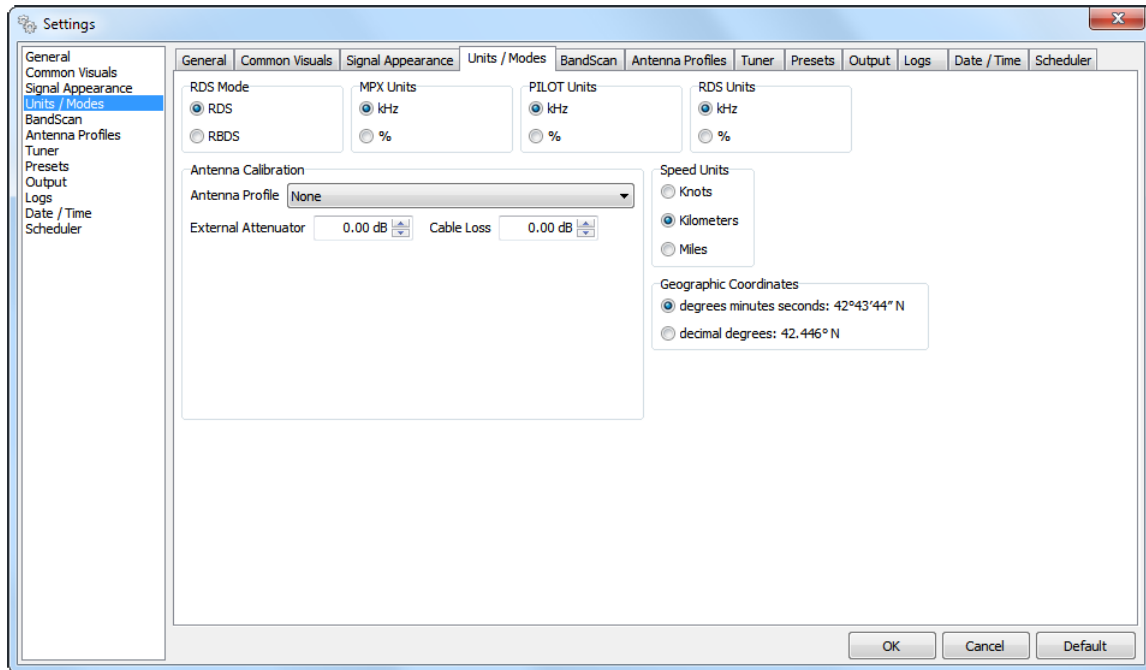 Settings
General
Common Visuals
Signal Appearance
Units / Modes
BandScan
Antenna Profiles
Tuner
Presets
Output
Logs
Date / Time
Scheduler
General Common Visuals Signal Appearance Units / Modes BandScan Antenna Profiles Tuner Presets Output Logs Date / Time Scheduler
RDS Mode
RDS
RBDS
MPX Units
kHz
%
PILOT Units
kHz
%
RDS Units
kHz
%
Antenna Calibration
Antenna Profile None
External Attenuator 0.00 dB Cable Loss 0.00 dB
Speed Units
Knots
Kilometers
Miles
Geographic Coordinates
degrees minutes seconds: 42°43′44″ N
decimal degrees: 42.446° N
OK Cancel Default